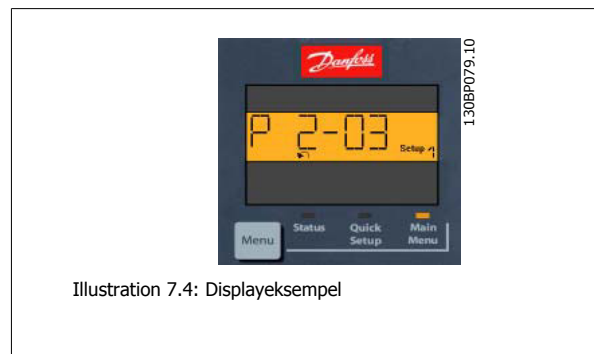 Danfoss
130BP079.10
P 2-03
Setup 1
Menu
Status
Quick Setup
Main Menu
Illustration 7.4: Displayeksempel